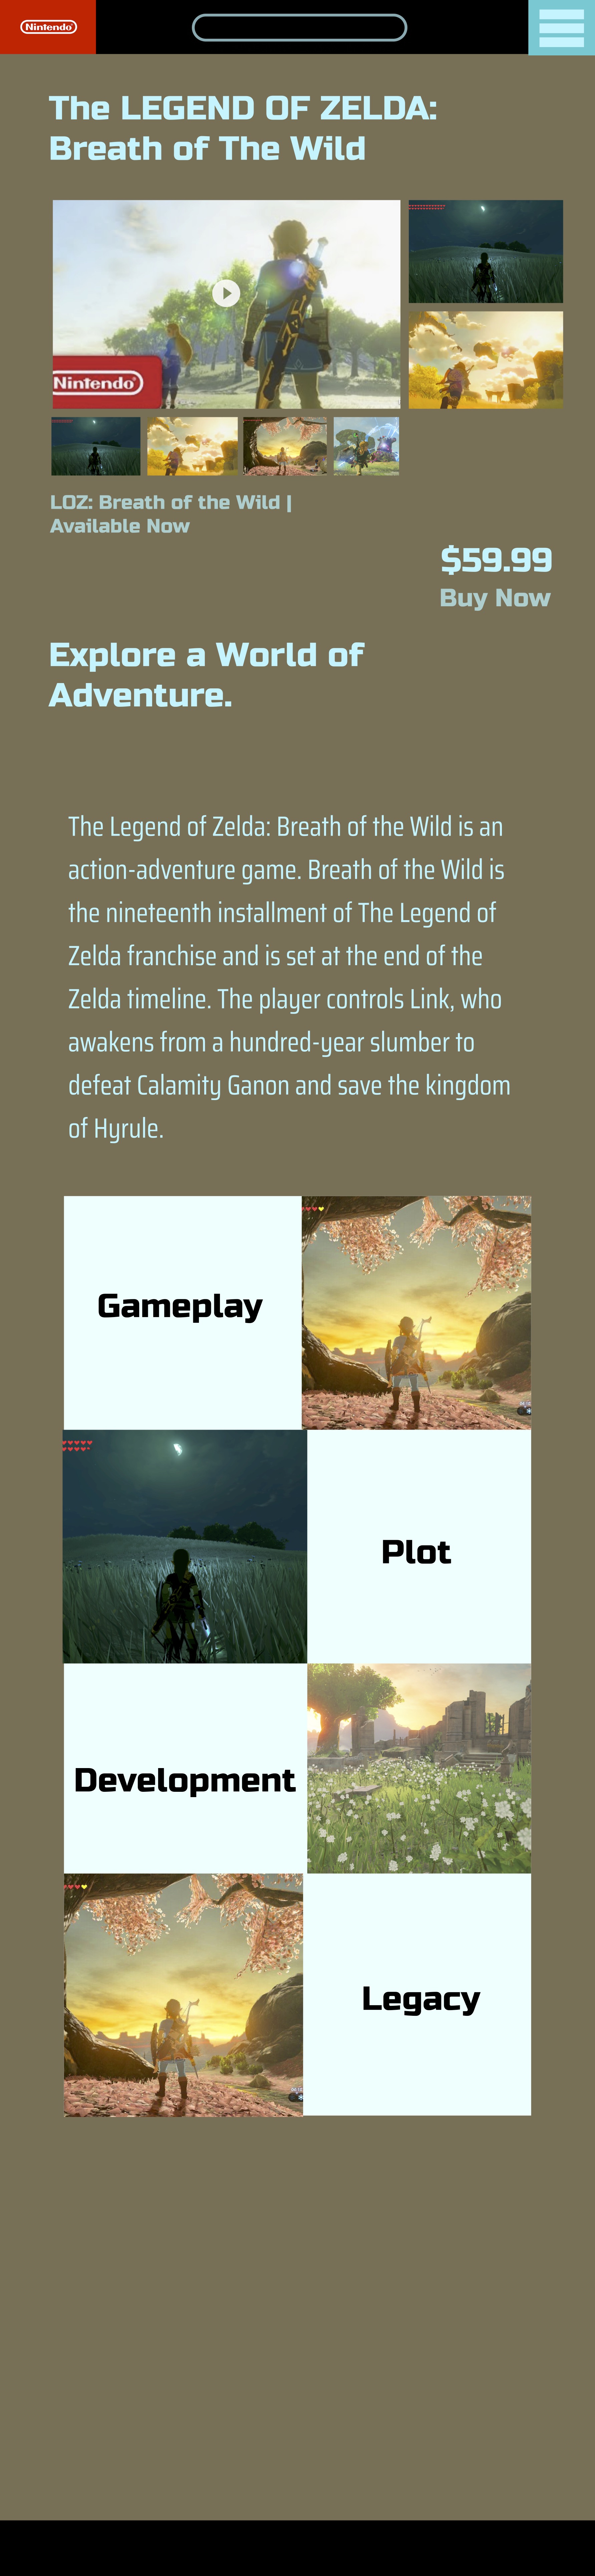 Nintendo
The LEGEND OF ZELDA:
Breath of The Wild
Nintendo
LOZ: Breath of the Wild |
Available Now
$59.99
Buy Now
Explore a World of
Adventure.
The Legend of Zelda: Breath of the Wild is an
action-adventure game. Breath of the Wild is
the nineteenth installment of The Legend of
Zelda franchise and is set at the end of the
Zelda timeline. The player controls Link, who
awakens from a hundred-year slumber to
defeat Calamity Ganon and save the kingdom
of Hyrule.
Gameplay
Plot
Development
Legacy